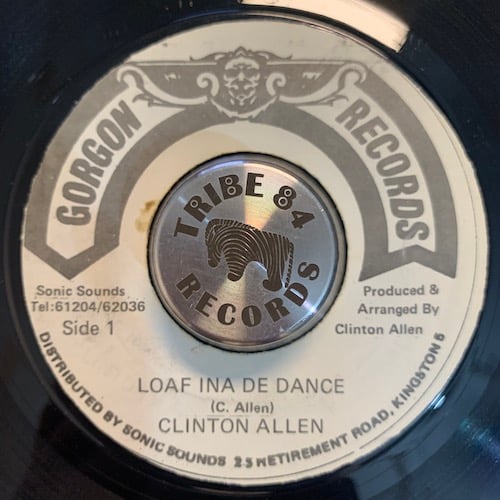 GORGON RECORDS
TRIBE 84
RECORDS
Sonic Sounds
Tel:61204/62036
Side 1
Produced &
Arranged By
Clinton Allen
LOAF INA DE DANCE
(C. Allen)
CLINTON ALLEN
DISTRIBUTED BY SONIC SOUNDS 25 RETIREMENT ROAD, KINGSTON 5